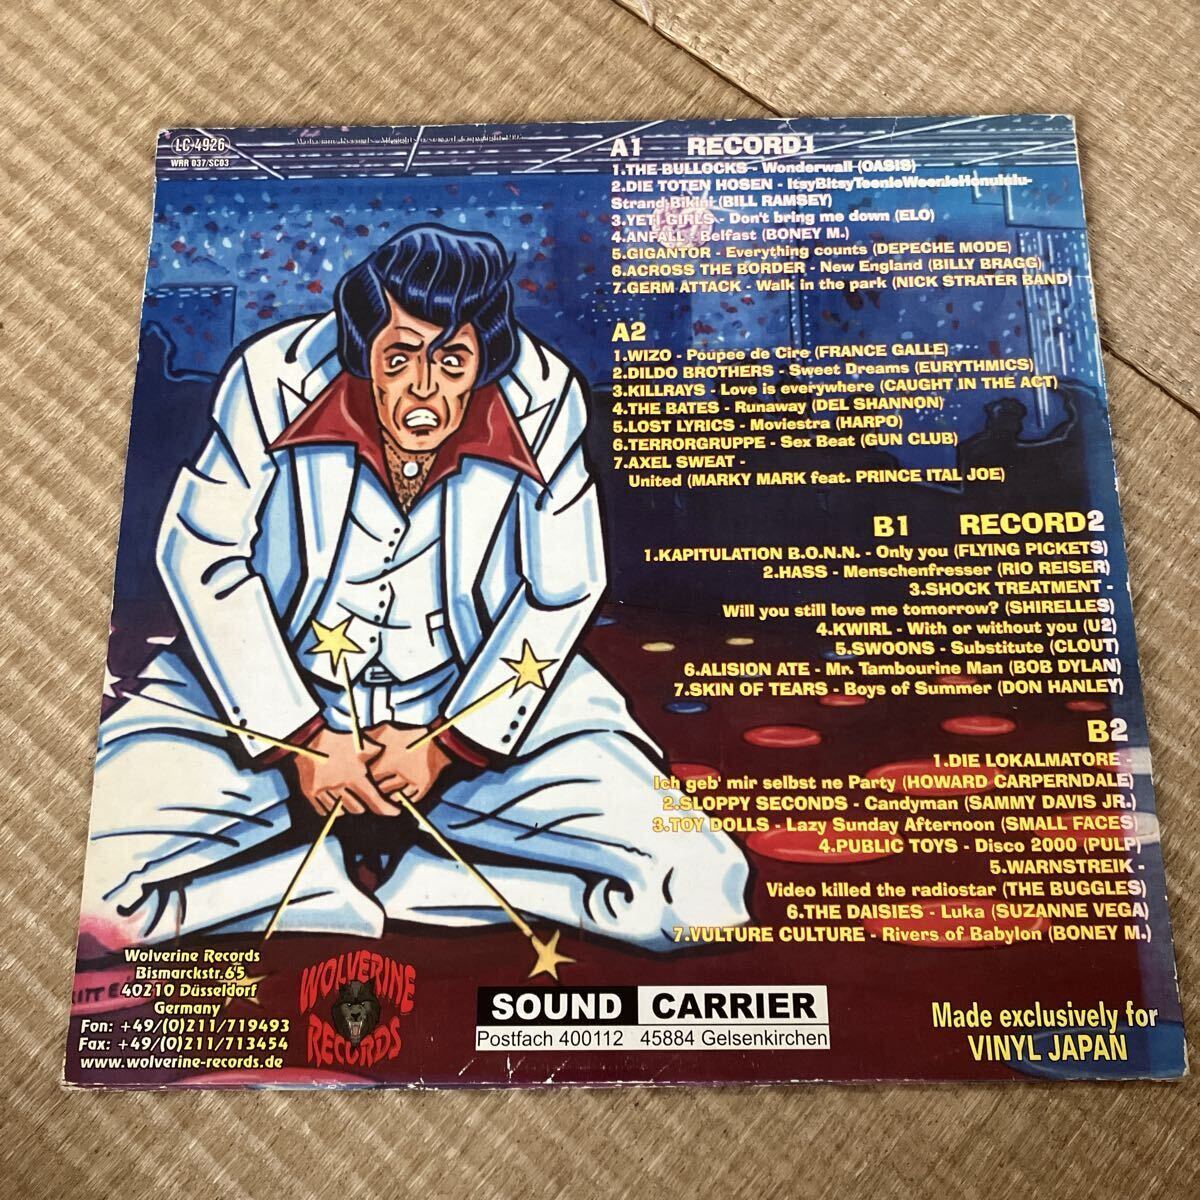 LC-4926
WRR 037/SC03
Wolverine Records. All rights reserved. Copyright
A1 RECORD1
1.THE BULLOCKS - Wonderwall (OASIS)
2.DIE TOTEN HOSEN - ItsyBitsyTeenieWeenieHonululu-
Strand Bikini (BILL RAMSEY)
3.YETI GIRLS - Don't bring me down (ELO)
4.ANFALL - Belfast (BONEY M.)
5.GIGANTOR - Everything counts (DEPECHE MODE)
6.ACROSS THE BORDER - New England (BILLY BRAGG)
7.GERM ATTACK - Walk in the park (NICK STRATER BAND)
A2
1.WIZO - Poupee de Cire (FRANCE GALLE)
2.DILDO BROTHERS - Sweet Dreams (EURYTHMICS)
3.KILLRAYS - Love is everywhere (CAUGHT IN THE ACT)
4.THE BATES - Runaway (DEL SHANNON)
5.LOST LYRICS - Moviestra (HARPO)
6.TERRORGRUPPE - Sex Beat (GUN CLUB)
7.AXEL SWEAT -
United (MARKY MARK feat. PRINCE ITAL JOE)
B1 RECORD2
1.KAPITULATION B.O.N.N. - Only you (FLYING PICKETS)
2.HASS - Menschenfresser (RIO REISER)
3.SHOCK TREATMENT -
Will you still love me tomorrow? (SHIRELLES)
4.KWIRL - With or without you (U2)
5.SWOONS - Substitute (CLOUT)
6.ALISION ATE - Mr. Tambourine Man (BOB DYLAN)
7.SKIN OF TEARS - Boys of Summer (DON HANLEY)
B2
1.DIE LOKALMATORE -
Ich geb' mir selbst ne Party (HOWARD CARPERNDALE)
2.SLOPPY SECONDS - Candyman (SAMMY DAVIS JR.)
3.TOY DOLLS - Lazy Sunday Afternoon (SMALL FACES)
4.PUBLIC TOYS - Disco 2000 (PULP)
5.WARNSTREIK -
Video killed the radiostar (THE BUGGLES)
6.THE DAISIES - Luka (SUZANNE VEGA)
7.VULTURE CULTURE - Rivers of Babylon (BONEY M.)
Wolverine Records
Bismarckstr.65
40210 Düsseldorf
Germany
Fon: +49/(0)211/719493
Fax: +49/(0)211/713454
www.wolverine-records.de
WOLVERINE
RECORDS
SOUND CARRIER
Postfach 400112 45884 Gelsenkirchen
Made exclusively for
VINYL JAPAN